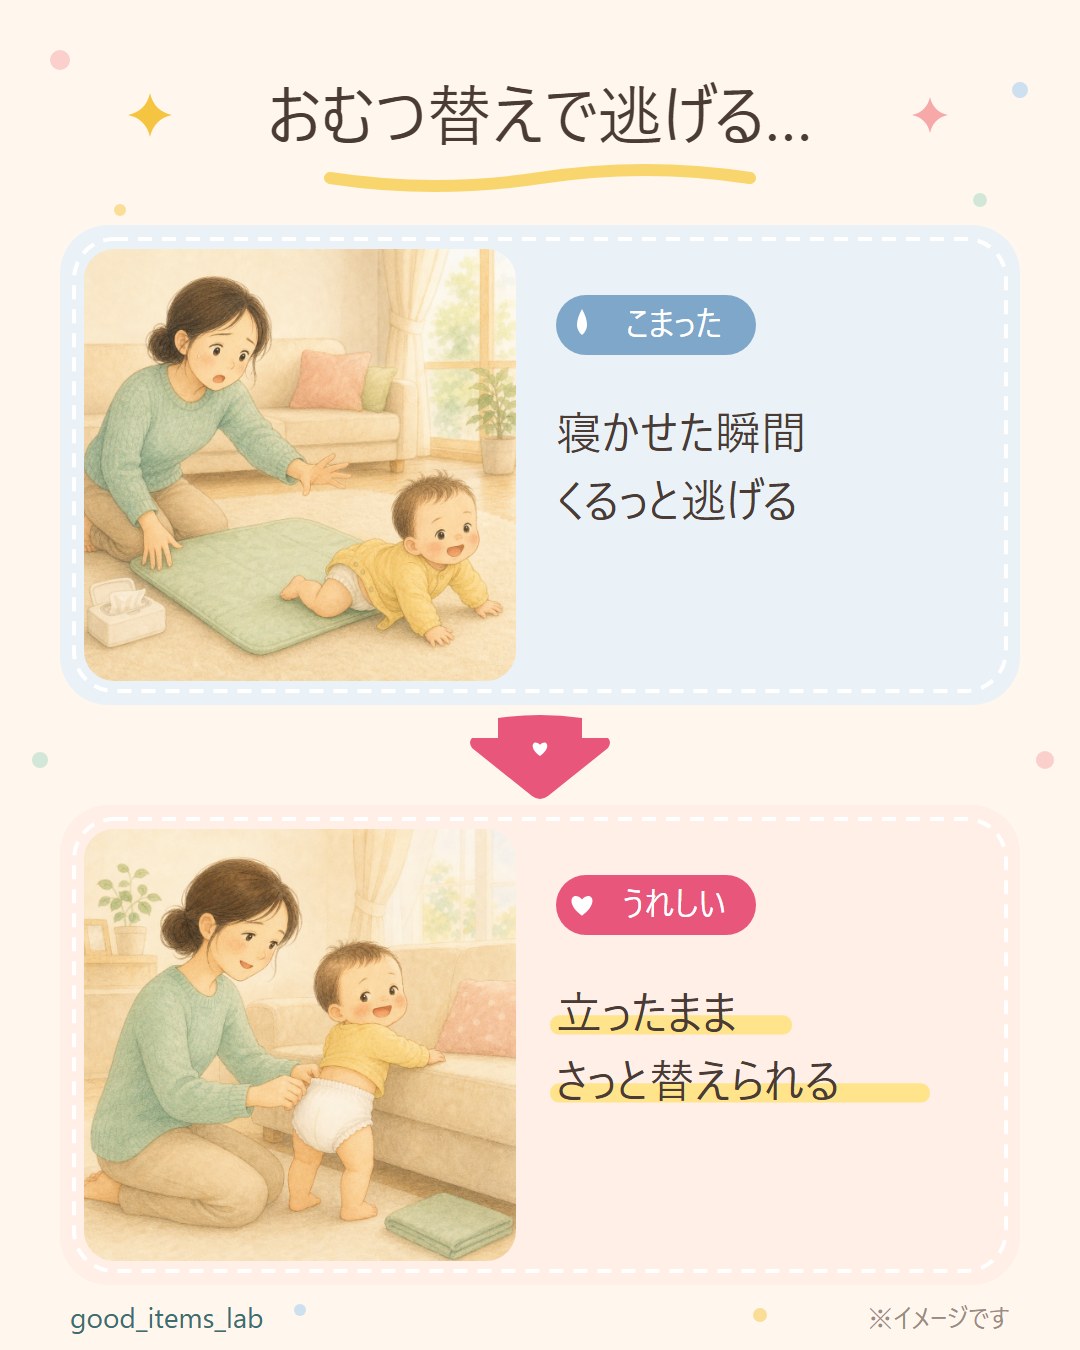 おむつ替えで逃げる...
こまった
寝かせた瞬間
くるっと逃げる
うれしい
立ったまま
さっと替えられる
good_items_lab
※イメージです